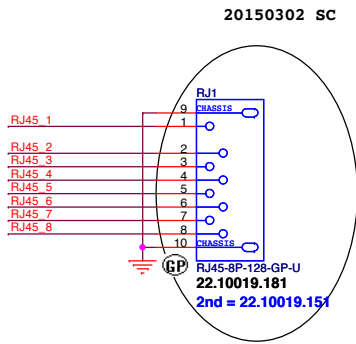 20150302 SC
RJ1
9 CHASSIS
RJ45_1 1
RJ45_2 2
RJ45_3 3
RJ45_4 4
RJ45_5 5
RJ45_6 6
RJ45_7 7
RJ45_8 8
10 CHASSIS
GP
RJ45-8P-128-GP-U
22.10019.181
2nd = 22.10019.151